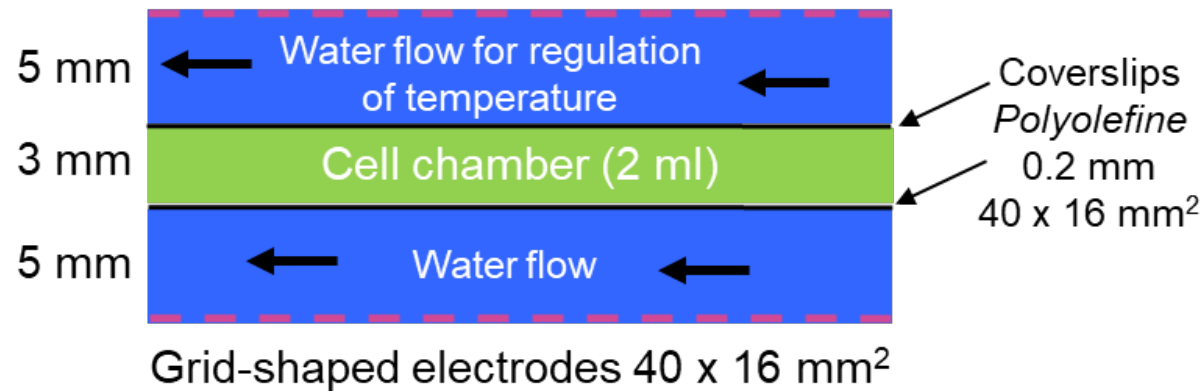 5 mm
Water flow for regulation
of temperature
3 mm
Cell chamber (2 ml)
5 mm
Water flow
Coverslips
Polyolefine
0.2 mm
40 x 16 mm²
Grid-shaped electrodes 40 x 16 mm²